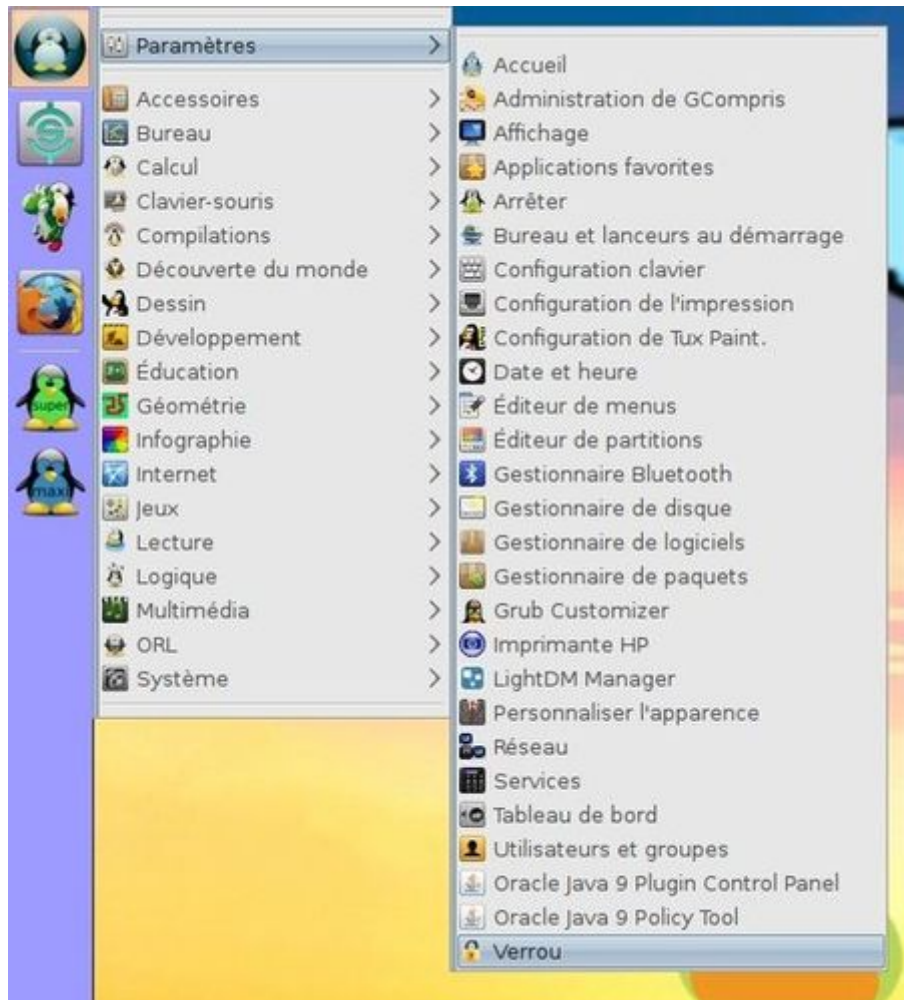 Paramètres
Accessoires
Bureau
Calcul
Clavier-souris
Compilations
Découverte du monde
Dessin
Développement
Éducation
Géométrie
Infographie
Internet
Jeux
Lecture
Logique
Multimédia
ORL
Système
Accueil
Administration de GCompris
Affichage
Applications favorites
Arrêter
Bureau et lanceurs au démarrage
Configuration clavier
Configuration de l'impression
Configuration de Tux Paint.
Date et heure
Éditeur de menus
Éditeur de partitions
Gestionnaire Bluetooth
Gestionnaire de disque
Gestionnaire de logiciels
Gestionnaire de paquets
Grub Customizer
Imprimante HP
LightDM Manager
Personnaliser l'apparence
Réseau
Services
Tableau de bord
Utilisateurs et groupes
Oracle Java 9 Plugin Control Panel
Oracle Java 9 Policy Tool
Verrou
super
maxi